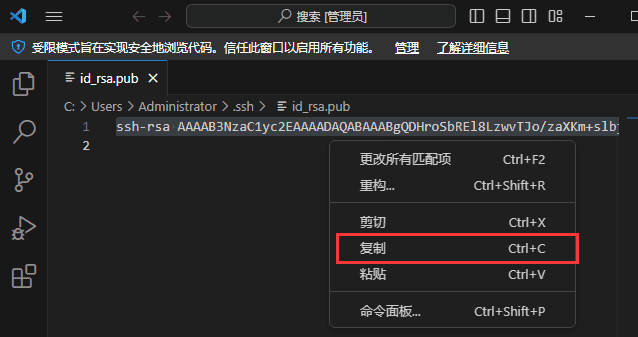 搜索 [管理员]
受限模式旨在实现安全地浏览代码。信任此窗口以启用所有功能。 管理 了解详细信息
id_rsa.pub
C: > Users > Administrator > .ssh > id_rsa.pub
1 ssh-rsa AAAAB3NzaC1yc2EAAAADAQABAAABgQDHroSbREl8LzwvTJo/zaXKm+slb
2
更改所有匹配项 Ctrl+F2
重构... Ctrl+Shift+R
剪切 Ctrl+X
复制 Ctrl+C
粘贴 Ctrl+V
命令面板... Ctrl+Shift+P